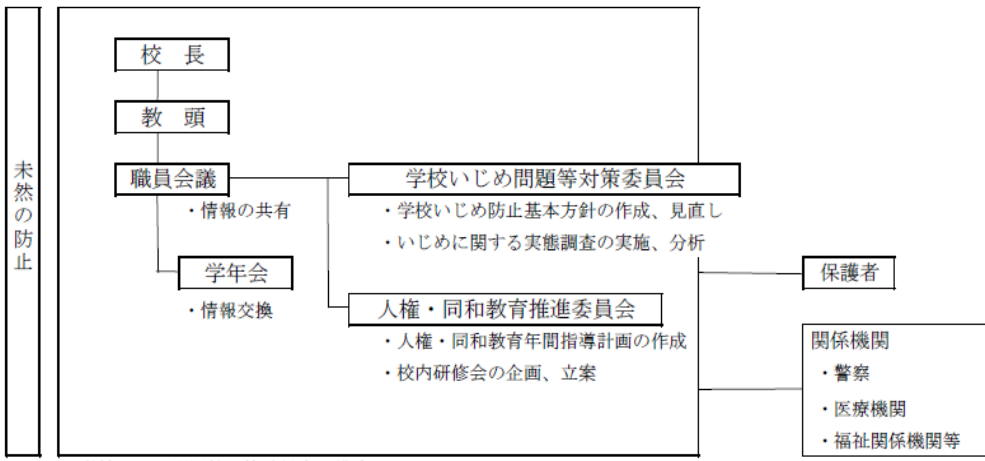 未然の防止
校　長
教　頭
職員会議
・情報の共有
学年会
・情報交換
学校いじめ問題等対策委員会
・学校いじめ防止基本方針の作成、見直し
・いじめに関する実態調査の実施、分析
人権・同和教育推進委員会
・人権・同和教育年間指導計画の作成
・校内研修会の企画、立案
保護者
関係機関
・警察
・医療機関
・福祉関係機関等